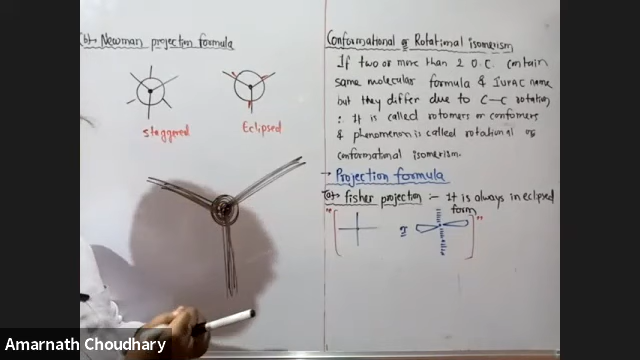 (b)→ Newman projection formula
staggered
Eclipsed
Conformational or Rotational isomerism
If two or more than 2 O.C. contain
same molecular formula & IUPAC name
but they differ due to C–C rotation
∴ It is called rotomers or confomers
& phenomenon is called rotational or
conformational isomerism.
→ Projection formula
(a)→ fisher projection :- It is always in eclipsed
form
Amarnath Choudhary